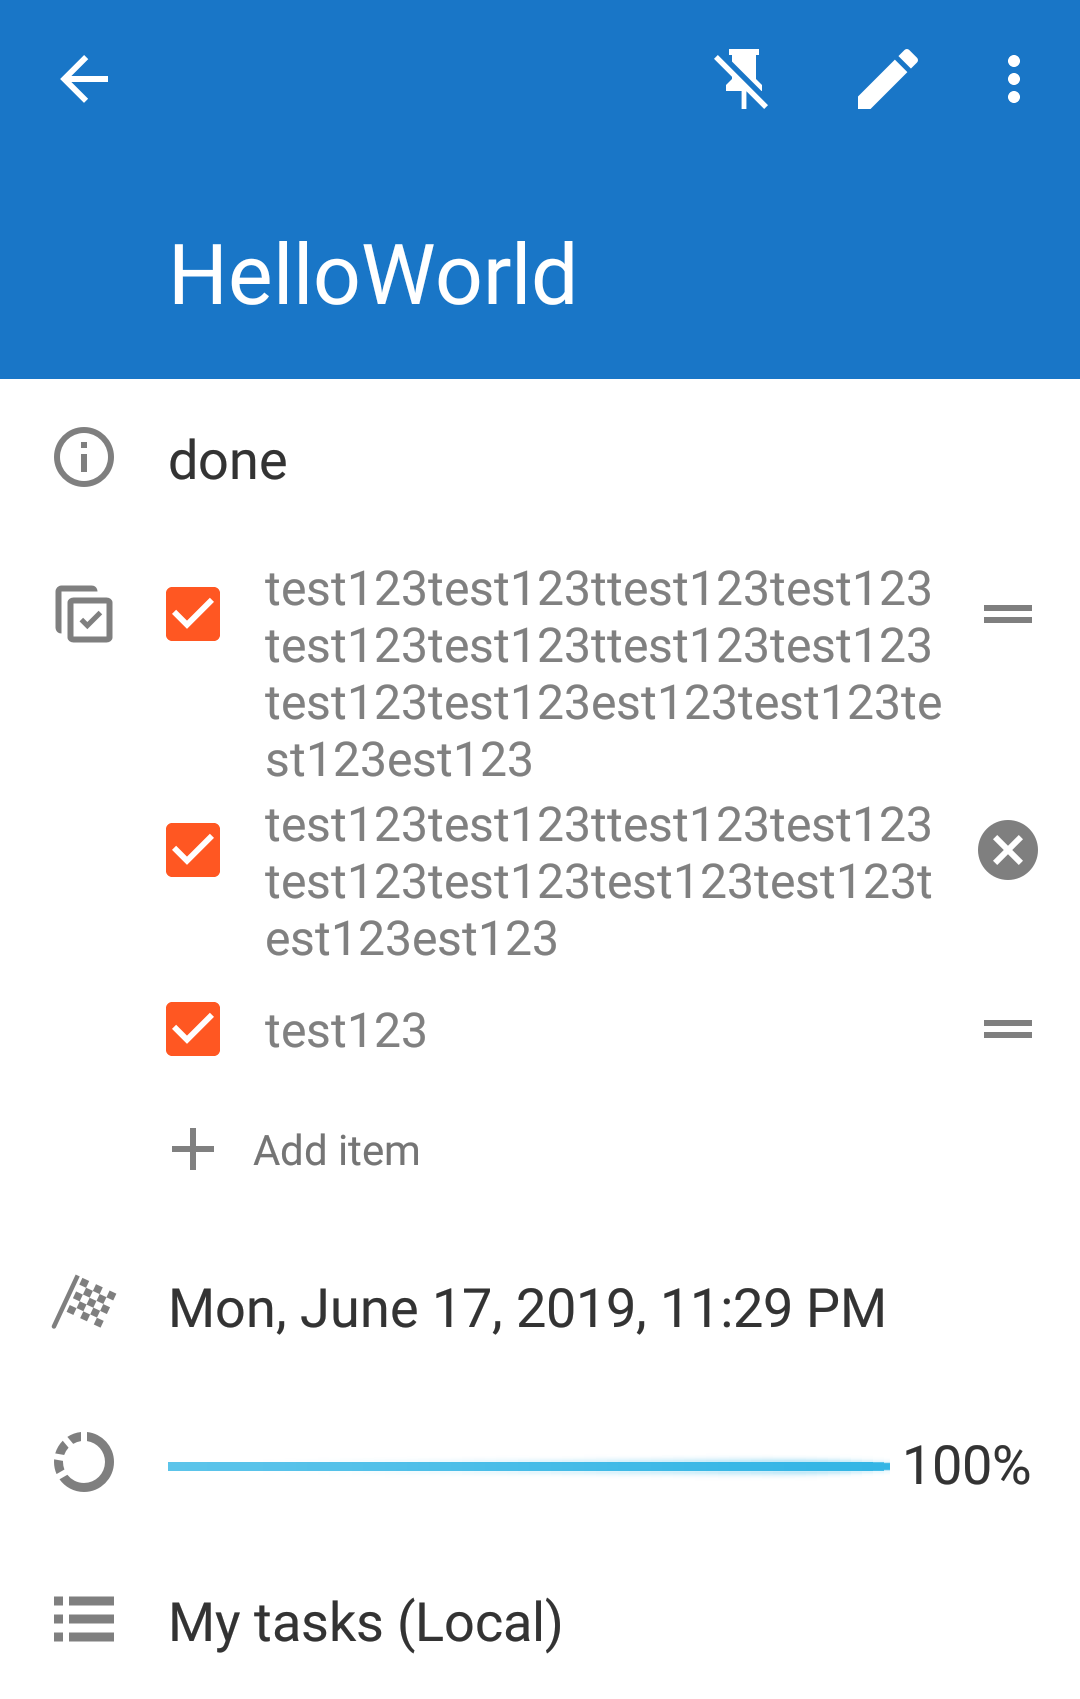 HelloWorld
done
test123test123ttest123test123
test123test123ttest123test123
test123test123est123test123te
st123est123
test123test123ttest123test123
test123test123test123test123t
est123est123
test123
Add item
Mon, June 17, 2019, 11:29 PM
100%
My tasks (Local)